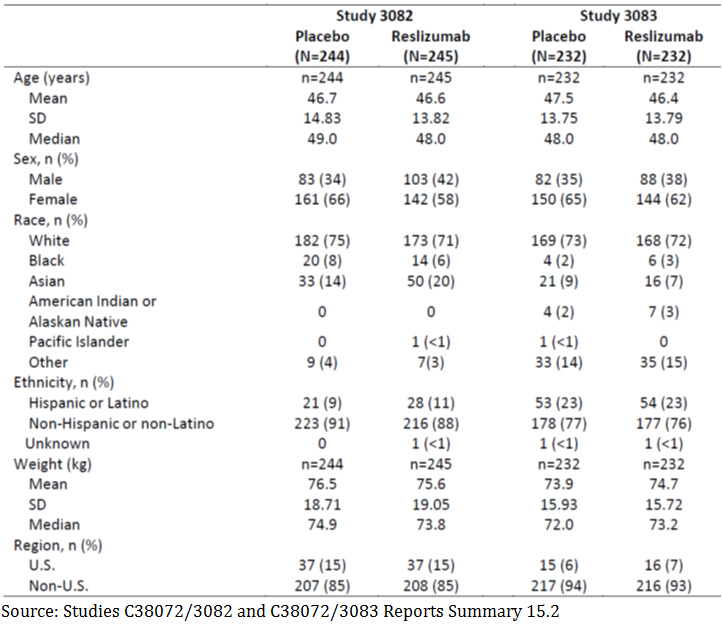 Study 3082 Study 3083
Placebo Reslizumab Placebo Reslizumab
(N=244) (N=245) (N=232) (N=232)
Age (years) n=244 n=245 n=232 n=232
Mean 46.7 46.6 47.5 46.4
SD 14.83 13.82 13.75 13.79
Median 49.0 48.0 48.0 48.0
Sex, n (%)
Male 83 (34) 103 (42) 82 (35) 88 (38)
Female 161 (66) 142 (58) 150 (65) 144 (62)
Race, n (%)
White 182 (75) 173 (71) 169 (73) 168 (72)
Black 20 (8) 14 (6) 4 (2) 6 (3)
Asian 33 (14) 50 (20) 21 (9) 16 (7)
American Indian or
Alaskan Native 0 0 4 (2) 7 (3)
Pacific Islander 0 1 (<1) 1 (<1) 0
Other 9 (4) 7(3) 33 (14) 35 (15)
Ethnicity, n (%)
Hispanic or Latino 21 (9) 28 (11) 53 (23) 54 (23)
Non-Hispanic or non-Latino 223 (91) 216 (88) 178 (77) 177 (76)
Unknown 0 1 (<1) 1 (<1) 1 (<1)
Weight (kg) n=244 n=245 n=232 n=232
Mean 76.5 75.6 73.9 74.7
SD 18.71 19.05 15.93 15.72
Median 74.9 73.8 72.0 73.2
Region, n (%)
U.S. 37 (15) 37 (15) 15 (6) 16 (7)
Non-U.S. 207 (85) 208 (85) 217 (94) 216 (93)
Source: Studies C38072/3082 and C38072/3083 Reports Summary 15.2